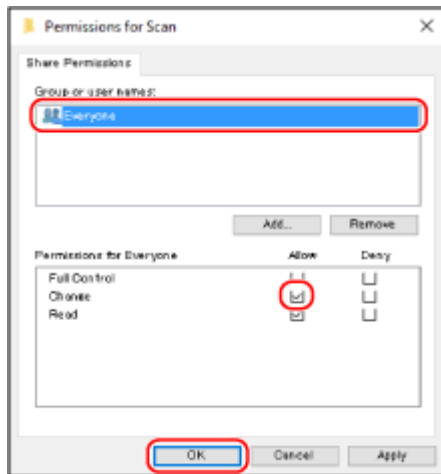 Permissions for Scan
Share Permissions
Group or user names:
Everyone
Add... Remove
Permissions for Everyone Allow Deny
Full Control
Change
Read
OK Cancel Apply